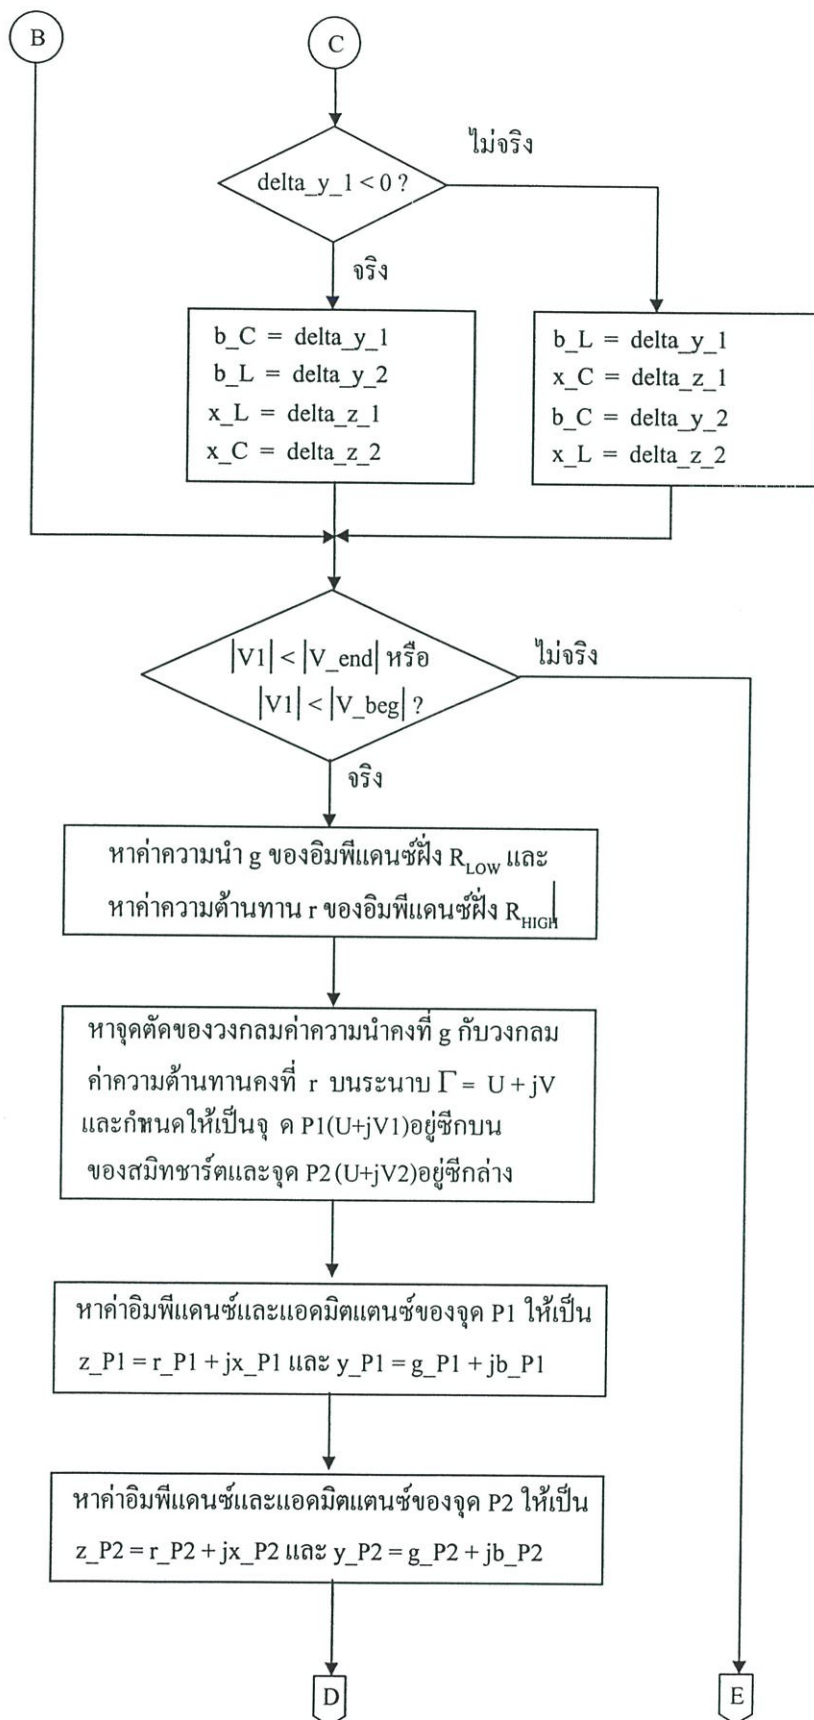 B
C
ไม่จริง
delta_y_1 < 0 ?
จริง
b_C = delta_y_1
b_L = delta_y_2
x_L = delta_z_1
x_C = delta_z_2
b_L = delta_y_1
x_C = delta_z_1
b_C = delta_y_2
x_L = delta_z_2
|V1| < |V_end| หรือ
|V1| < |V_beg| ?
ไม่จริง
จริง
หาค่าความนำ g ของอิมพีแดนซ์ฝั่ง R_LOW และ
หาค่าความต้านทาน r ของอิมพีแดนซ์ฝั่ง R_HIGH
หาจุดตัดของวงกลมค่าความนำคงที่ g กับวงกลม
ค่าความต้านทานคงที่ r บนระนาบ Γ = U + jV
และกำหนดให้เป็นจุ ด P1(U+jV1)อยู่ซีกบน
ของสมิทชาร์ตและจุด P2 (U+jV2)อยู่ซีกล่าง
หาค่าอิมพีแดนซ์และแอดมิตแตนซ์ของจุด P1 ให้เป็น
z_P1 = r_P1 + jx_P1 และ y_P1 = g_P1 + jb_P1
หาค่าอิมพีแดนซ์และแอดมิตแตนซ์ของจุด P2 ให้เป็น
z_P2 = r_P2 + jx_P2 และ y_P2 = g_P2 + jb_P2
D
E